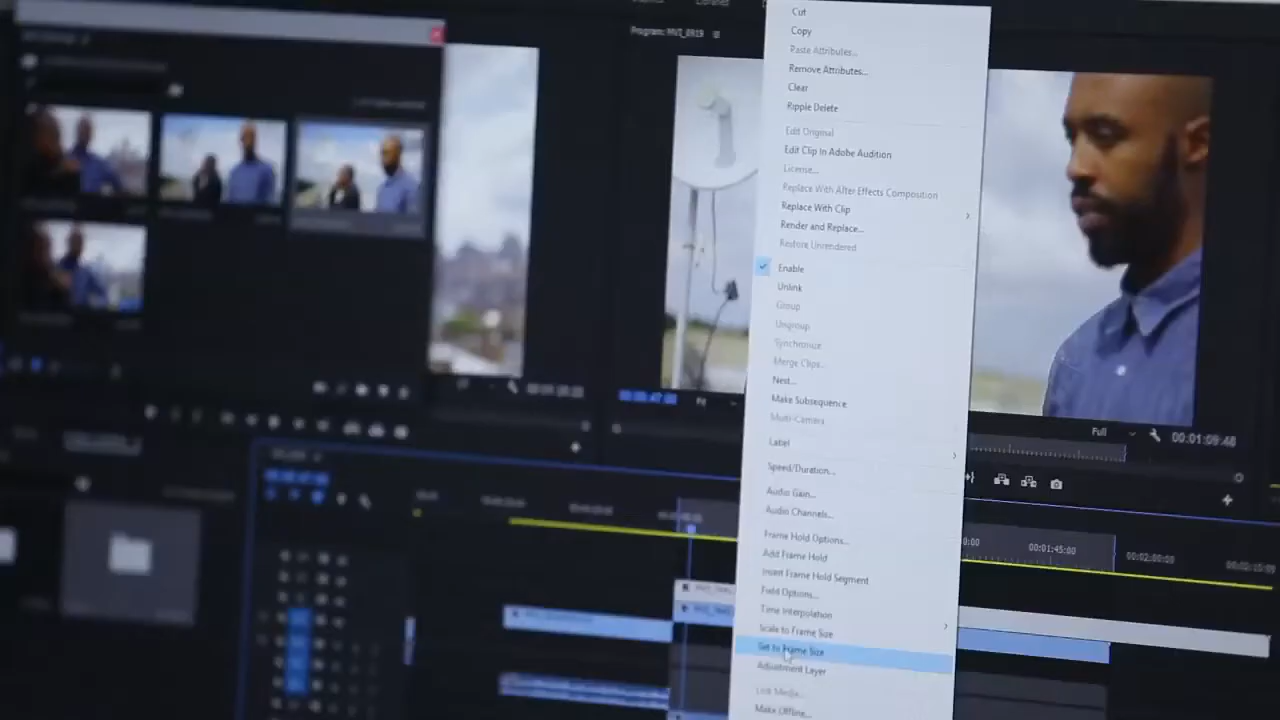 Program: MVI_0919
Cut
Copy
Paste Attributes...
Remove Attributes...
Clear
Ripple Delete
Edit Original
Edit Clip In Adobe Audition
License...
Replace With After Effects Composition
Replace With Clip
Render and Replace...
Restore Unrendered
Enable
Unlink
Group
Ungroup
Synchronize
Merge Clips...
Nest...
Make Subsequence
Multi-Camera
Label
Speed/Duration...
Audio Gain...
Audio Channels...
Frame Hold Options...
Add Frame Hold
Insert Frame Hold Segment
Field Options...
Time Interpolation
Scale to Frame Size
Set to Frame Size
Adjustment Layer
Link Media...
Make Offline...
Full
00:01:09:48
00:01:45:00
00:02:00:00
00:02:15:00